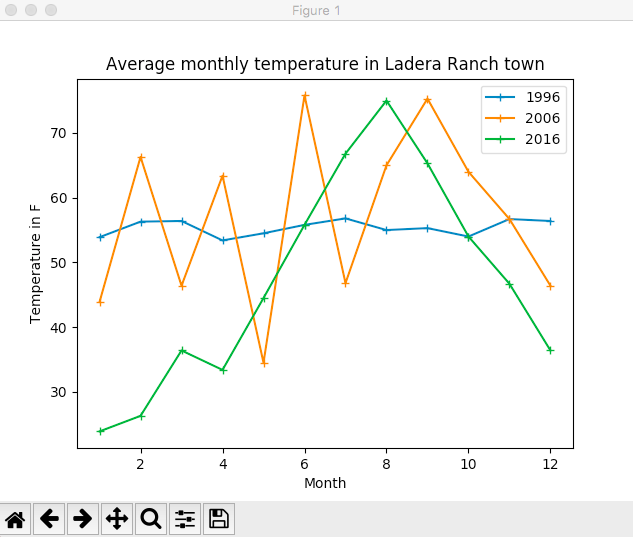 Figure 1
Average monthly temperature in Ladera Ranch town
1996
2006
2016
70
60
50
40
30
Temperature in F
2 4 6 8 10 12
Month